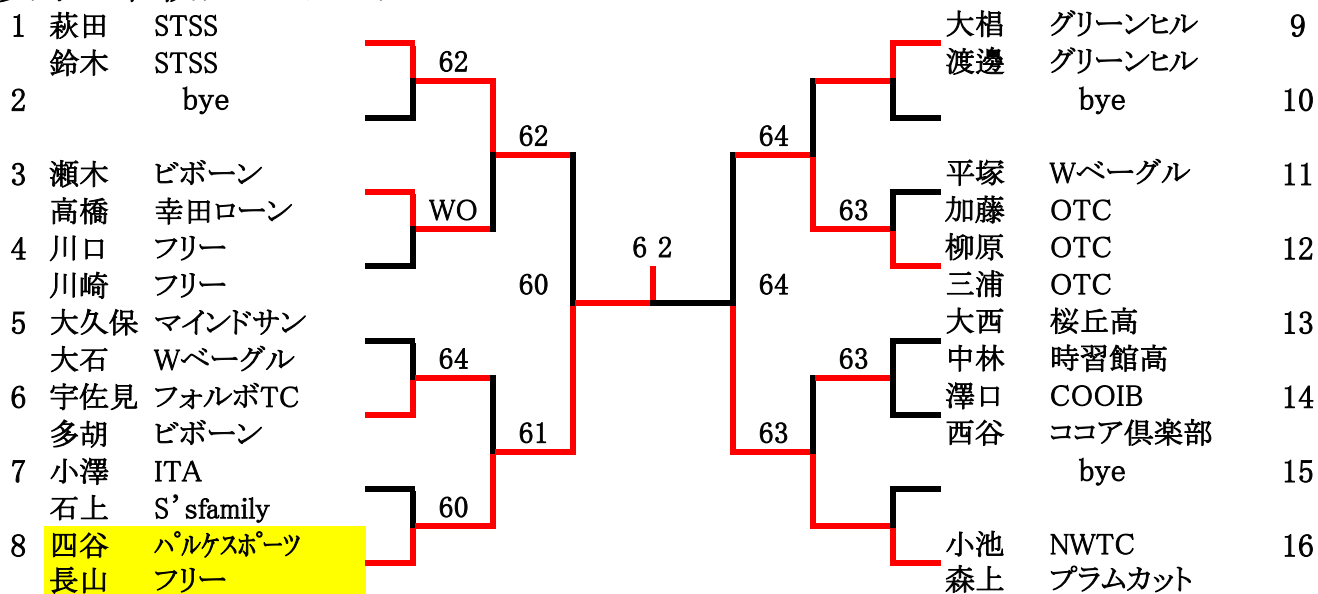 1 萩田 STSS
鈴木 STSS
2 bye
3 瀬木 ビボーン
高橋 幸田ローン
4 川口 フリー
川崎 フリー
5 大久保 マインドサン
大石 Wベーグル
6 宇佐見 フォルボTC
多胡 ビボーン
7 小澤 ITA
石上 S'sfamily
8 四谷 パルケスポーツ
長山 フリー
62
WO
64
60
62
61
60
6 2
64
64
63
63
63
大椙 グリーンヒル 9
渡邊 グリーンヒル
bye 10
平塚 Wベーグル 11
加藤 OTC
柳原 OTC 12
三浦 OTC
大西 桜丘高 13
中林 時習館高
澤口 COOIB 14
西谷 ココア倶楽部
bye 15
小池 NWTC 16
森上 プラムカット